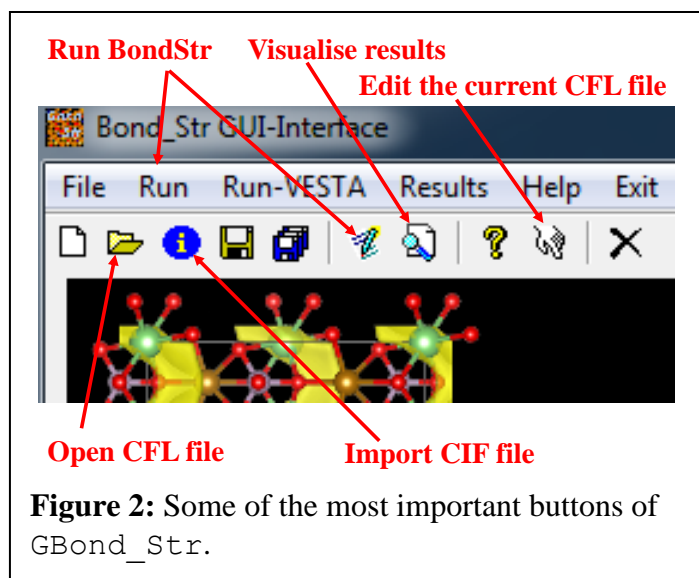 Run BondStr Visualise results
Edit the current CFL file
Bond_Str GUI-Interface
File Run Run-VESTA Results Help Exit
Open CFL file Import CIF file
Figure 2: Some of the most important buttons of
GBond_Str.